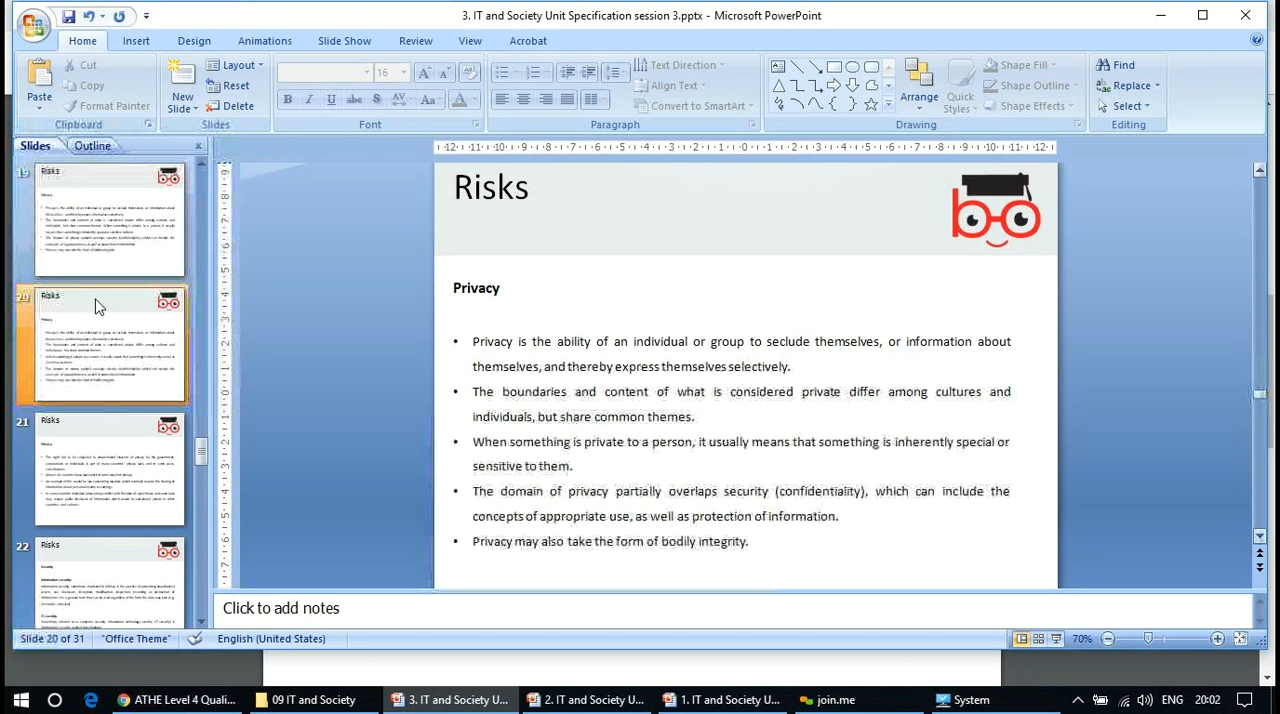 3. IT and Society Unit Specification session 3.pptx - Microsoft PowerPoint
Home Insert Design Animations Slide Show Review View Acrobat
Paste
Cut
Copy
Format Painter
Clipboard
New Slide
Layout
Reset
Delete
Slides
16
Font
Text Direction
Align Text
Convert to SmartArt
Paragraph
Arrange
Quick Styles
Shape Fill
Shape Outline
Shape Effects
Drawing
Find
Replace
Select
Editing
Slides Outline
19
Risks
20
Risks
21
Risks
22
Risks
Risks
Privacy
• Privacy is the ability of an individual or group to seclude themselves, or information about
themselves, and thereby express themselves selectively.
• The boundaries and content of what is considered private differ among cultures and
individuals, but share common themes.
• When something is private to a person, it usually means that something is inherently special or
sensitive to them.
• The domain of privacy partially overlaps security (confidentiality), which can include the
concepts of appropriate use, as well as protection of information.
• Privacy may also take the form of bodily integrity.
Click to add notes
Slide 20 of 31 "Office Theme" English (United States) 70%
ATHE Level 4 Quali... 09 IT and Society 3. IT and Society U... 2. IT and Society U... 1. IT and Society U... join.me System ENG 20:02